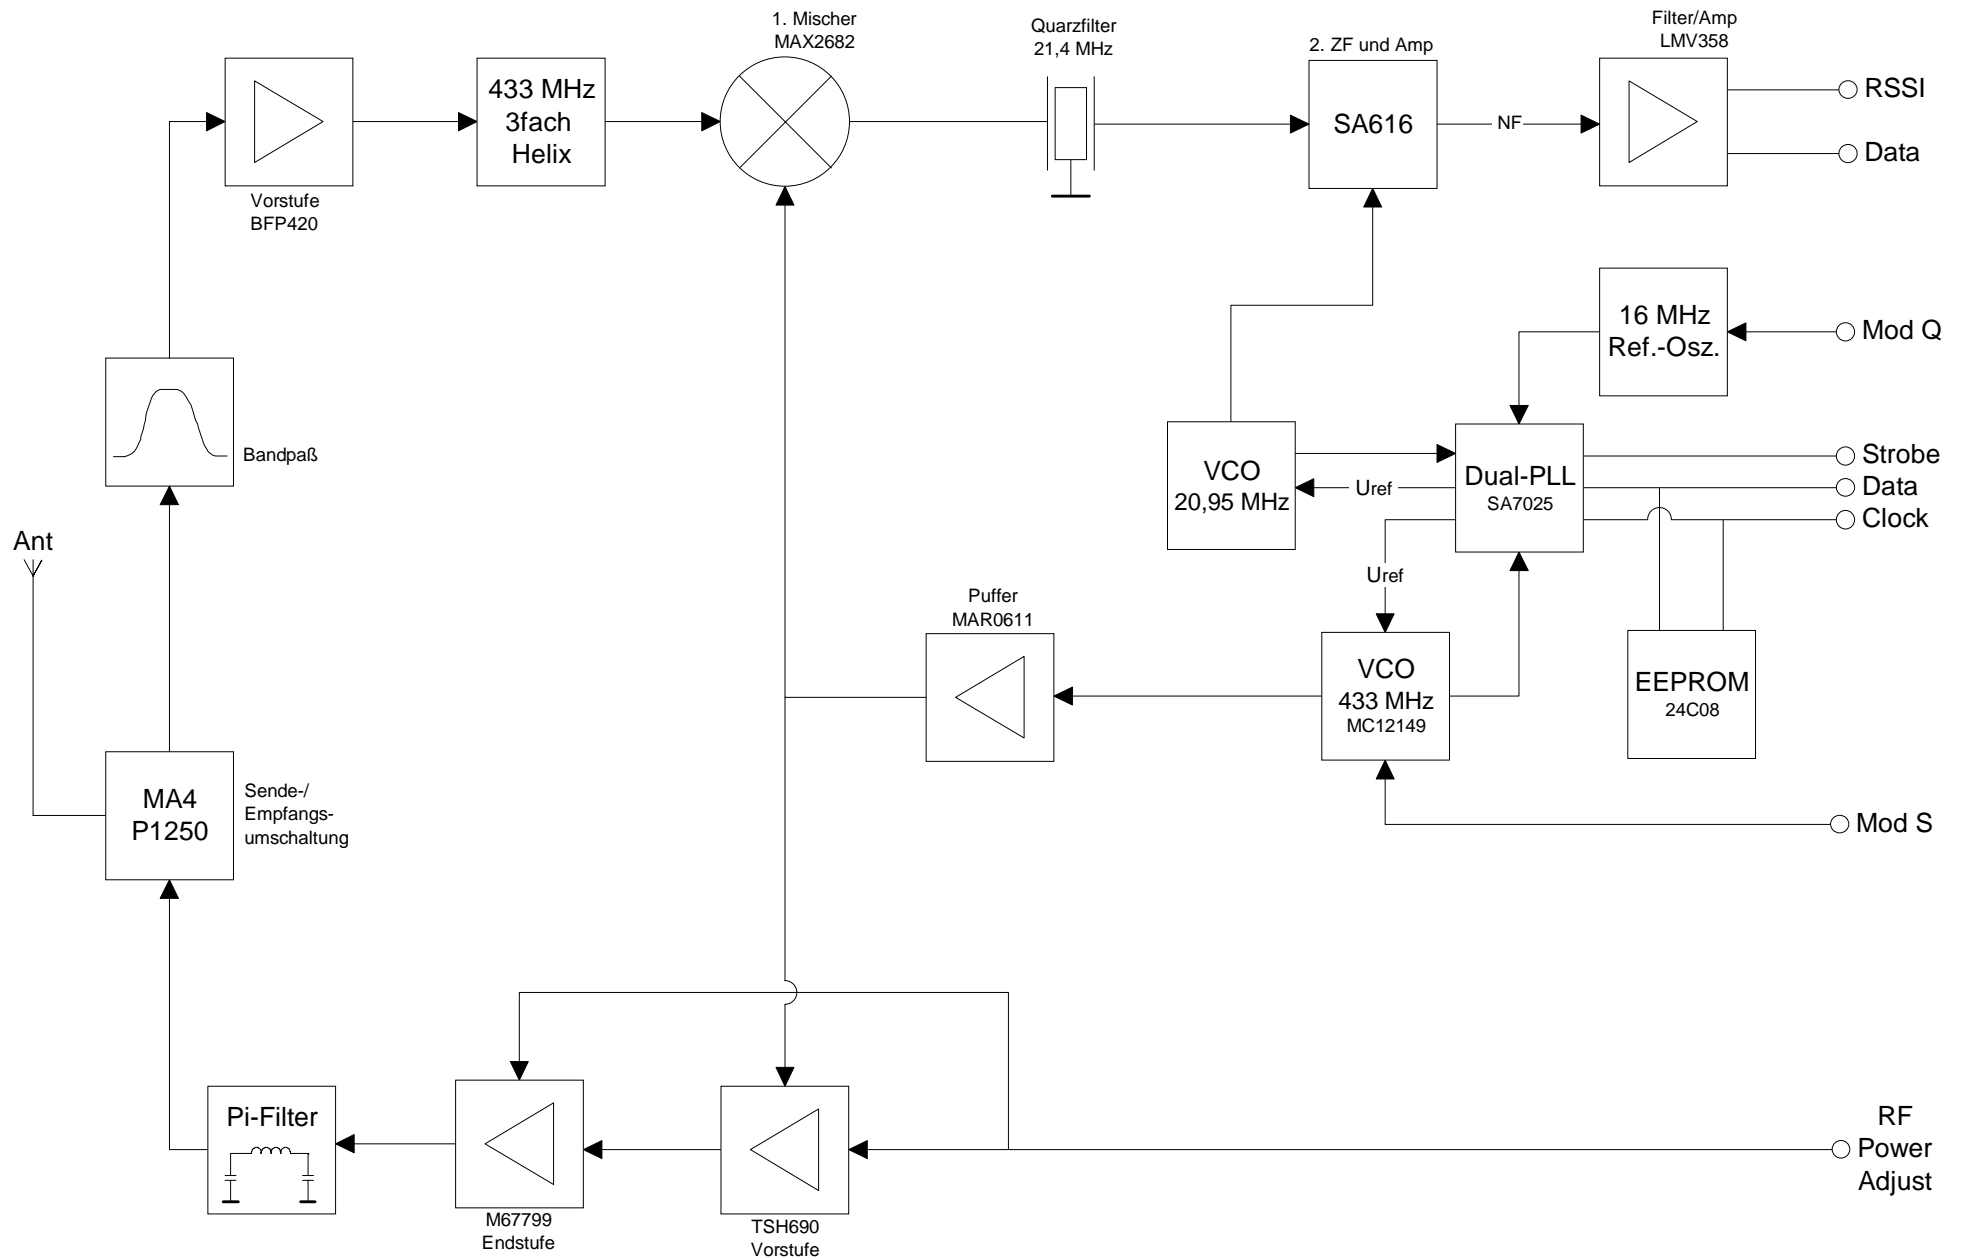 1. Mischer
MAX2682
Quarzfilter
21,4 MHz
2. ZF und Amp
Filter/Amp
LMV358
433 MHz
3fach
Helix
SA616
NF
RSSI
Data
Vorstufe
BFP420
16 MHz
Ref.-Osz.
Mod Q
Bandpaß
VCO
20,95 MHz
Uref
Dual-PLL
SA7025
Strobe
Data
Clock
Ant
Uref
Puffer
MAR0611
VCO
433 MHz
MC12149
EEPROM
24C08
MA4
P1250
Sende-/
Empfangs-
umschaltung
Mod S
Pi-Filter
M67799
Endstufe
TSH690
Vorstufe
RF
Power
Adjust